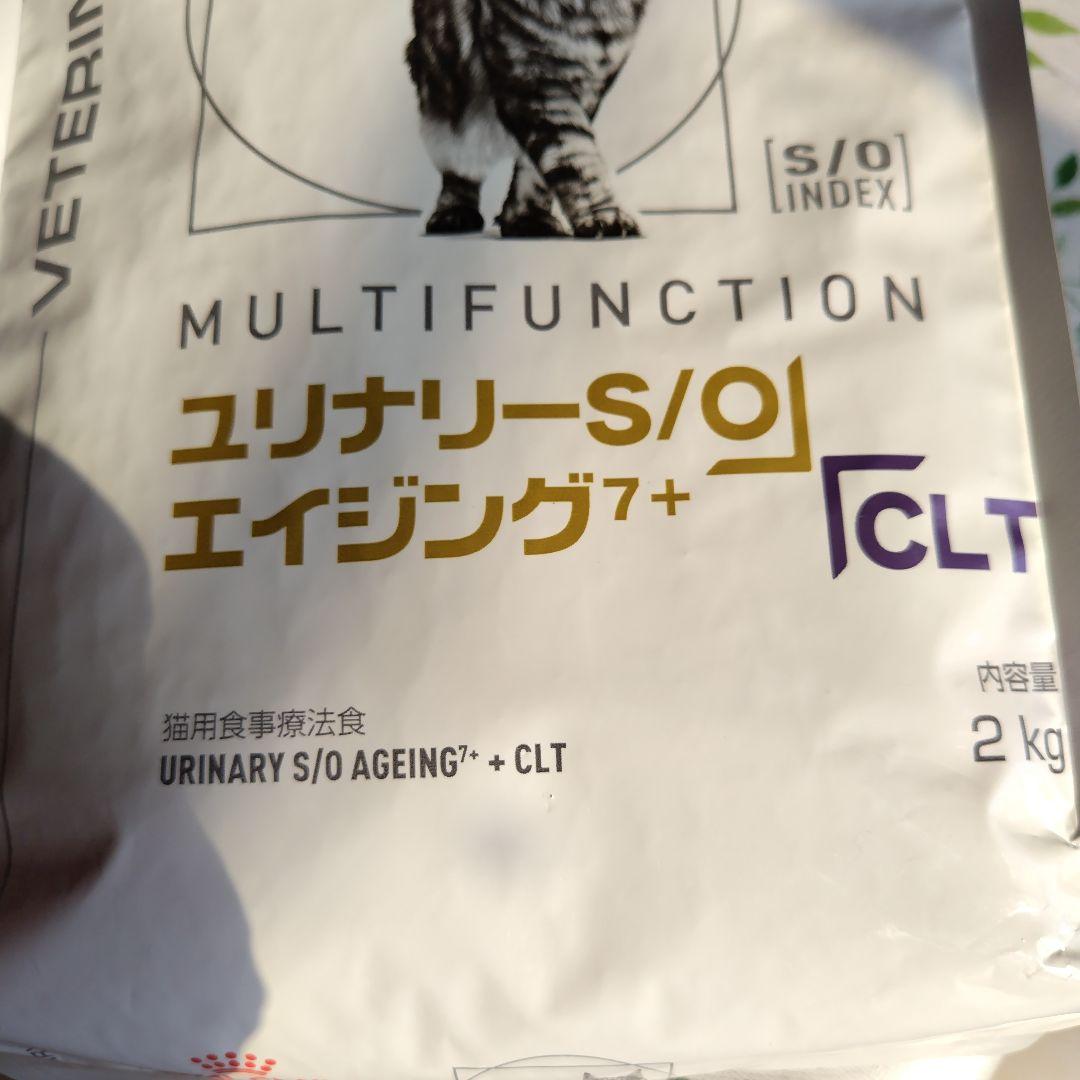 VETERIN
S/O
INDEX
MULTIFUNCTION
ユリナリーS/O
エイジング7+
CLT
内容量
2 kg
猫用食事療法食
URINARY S/O AGEING7+ + CLT